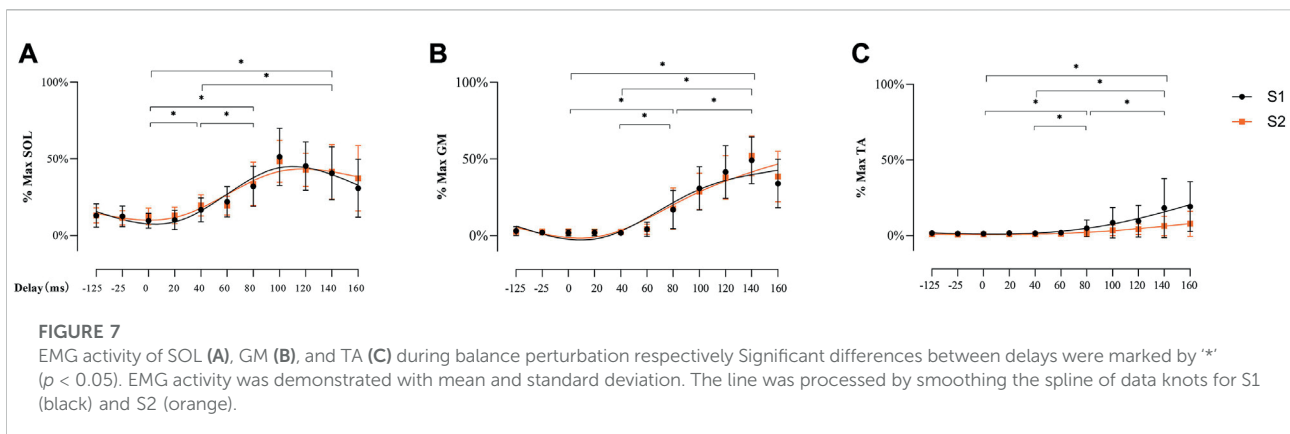 A
B
C
100%
50%
0%
% Max SOL
* * * * *
100%
50%
0%
% Max GM
* * * * *
100%
50%
0%
% Max TA
* * * * *
S1
S2
Delay(ms) -125 -25 0 20 40 60 80 100 120 140 160
-125 -25 0 20 40 60 80 100 120 140 160
-125 -25 0 20 40 60 80 100 120 140 160
FIGURE 7
EMG activity of SOL (A), GM (B), and TA (C) during balance perturbation respectively Significant differences between delays were marked by '*'
(p < 0.05). EMG activity was demonstrated with mean and standard deviation. The line was processed by smoothing the spline of data knots for S1
(black) and S2 (orange).